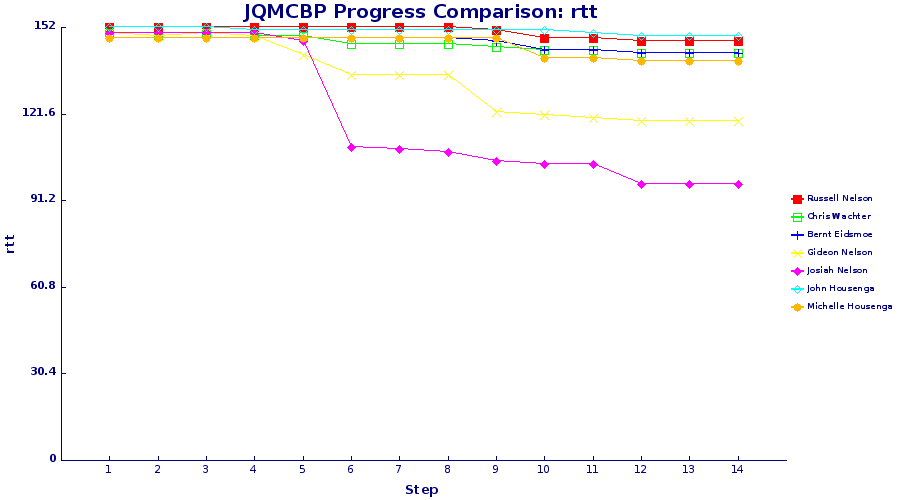 JQMCBP Progress Comparison: rtt
152
121.6
91.2
60.8
30.4
0
rtt
1 2 3 4 5 6 7 8 9 10 11 12 13 14
Step
Russell Nelson
Chris Wachter
Bernt Eidsmoe
Gideon Nelson
Josiah Nelson
John Housenga
Michelle Housenga